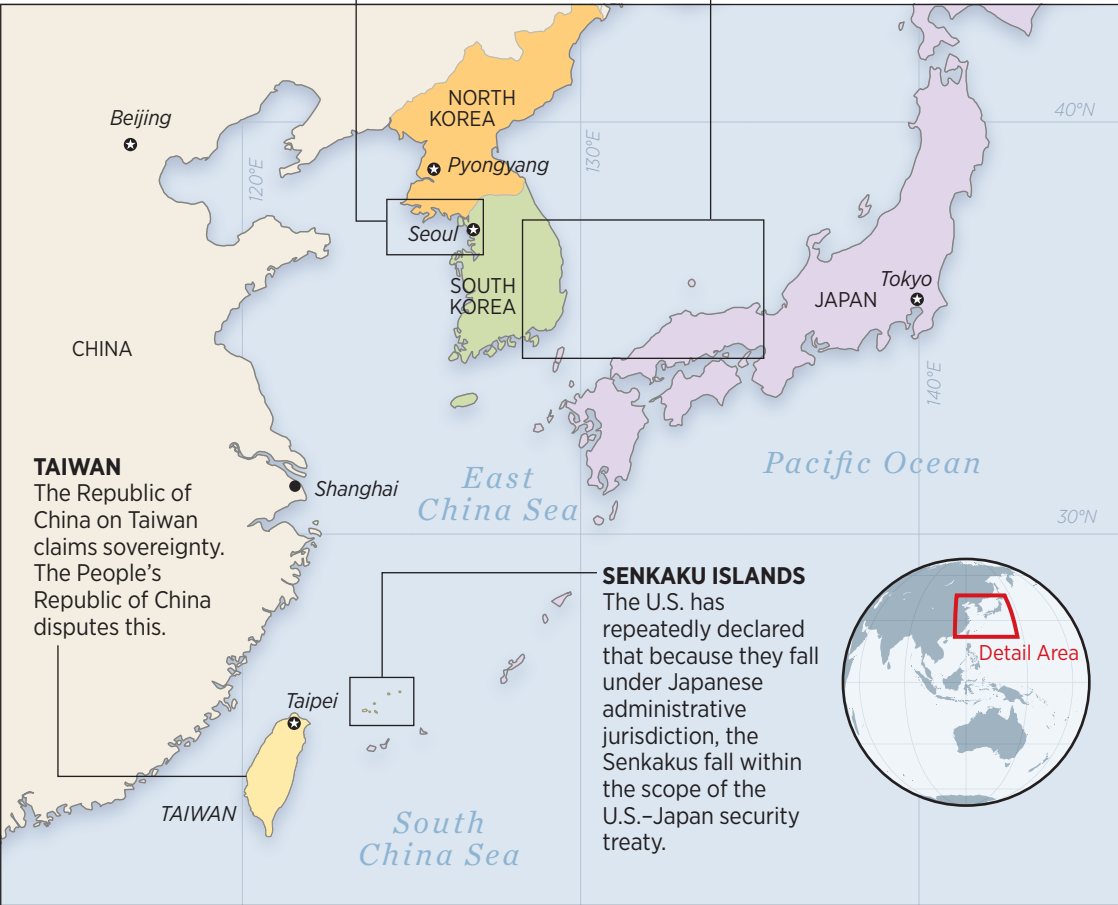 NORTH
KOREA
Beijing
40°N
120°E
130°E
Pyongyang
Seoul
SOUTH
KOREA
Tokyo
JAPAN
CHINA
140°E
TAIWAN
The Republic of
China on Taiwan
claims sovereignty.
The People's
Republic of China
disputes this.
Shanghai
East
China Sea
Pacific Ocean
30°N
SENKAKU ISLANDS
The U.S. has
repeatedly declared
that because they fall
under Japanese
administrative
jurisdiction, the
Senkakus fall within
the scope of the
U.S.–Japan security
treaty.
Detail Area
Taipei
TAIWAN
South
China Sea